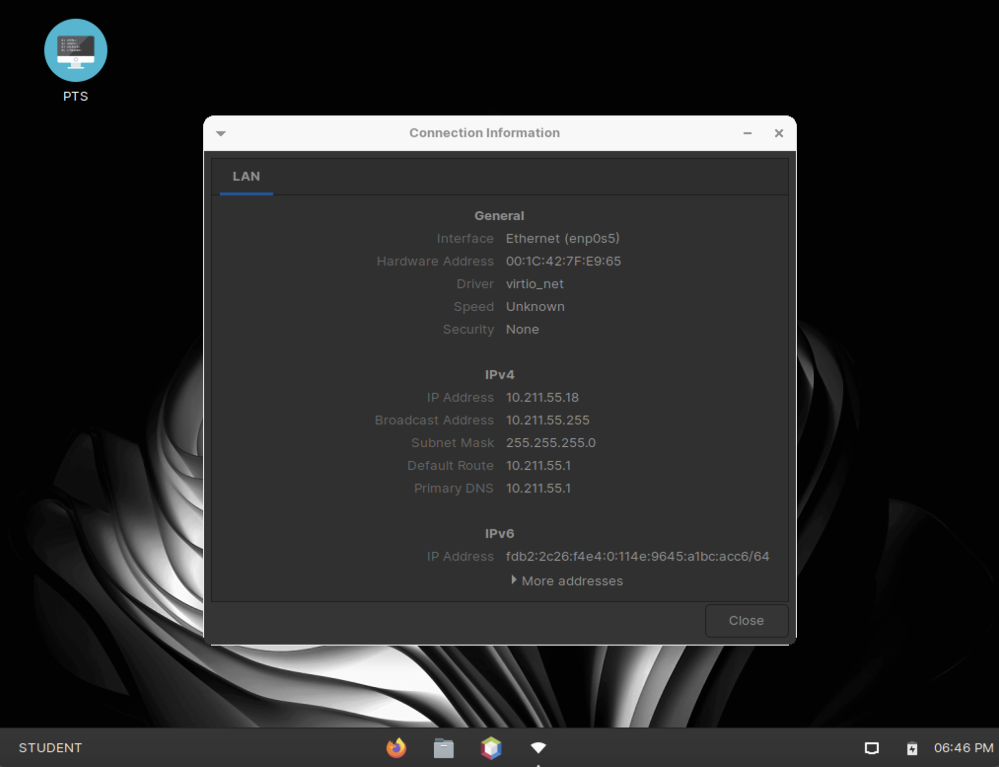 PTS
Connection Information
LAN
General
Interface Ethernet (enp0s5)
Hardware Address 00:1C:42:7F:E9:65
Driver virtio_net
Speed Unknown
Security None
IPv4
IP Address 10.211.55.18
Broadcast Address 10.211.55.255
Subnet Mask 255.255.255.0
Default Route 10.211.55.1
Primary DNS 10.211.55.1
IPv6
IP Address fdb2:2c26:f4e4:0:114e:9645:a1bc:acc6/64
More addresses
Close
STUDENT
06:46 PM